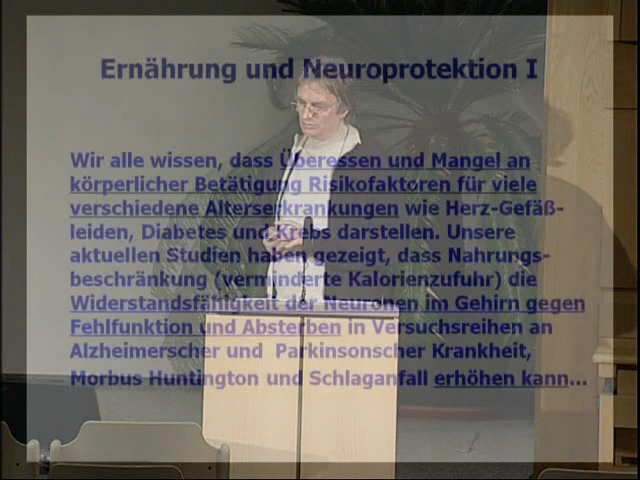 Ernährung und Neuroprotektion I
Wir alle wissen, dass Überessen und Mangel an
körperlicher Betätigung Risikofaktoren für viele
verschiedene Alterserkrankungen wie Herz-Gefäß-
leiden, Diabetes und Krebs darstellen. Unsere
aktuellen Studien haben gezeigt, dass Nahrungs-
beschränkung (verminderte Kalorienzufuhr) die
Widerstandsfähigkeit der Neuronen im Gehirn gegen
Fehlfunktion und Absterben in Versuchsreihen an
Alzheimerscher und Parkinsonscher Krankheit,
Morbus Huntington und Schlaganfall erhöhen kann...